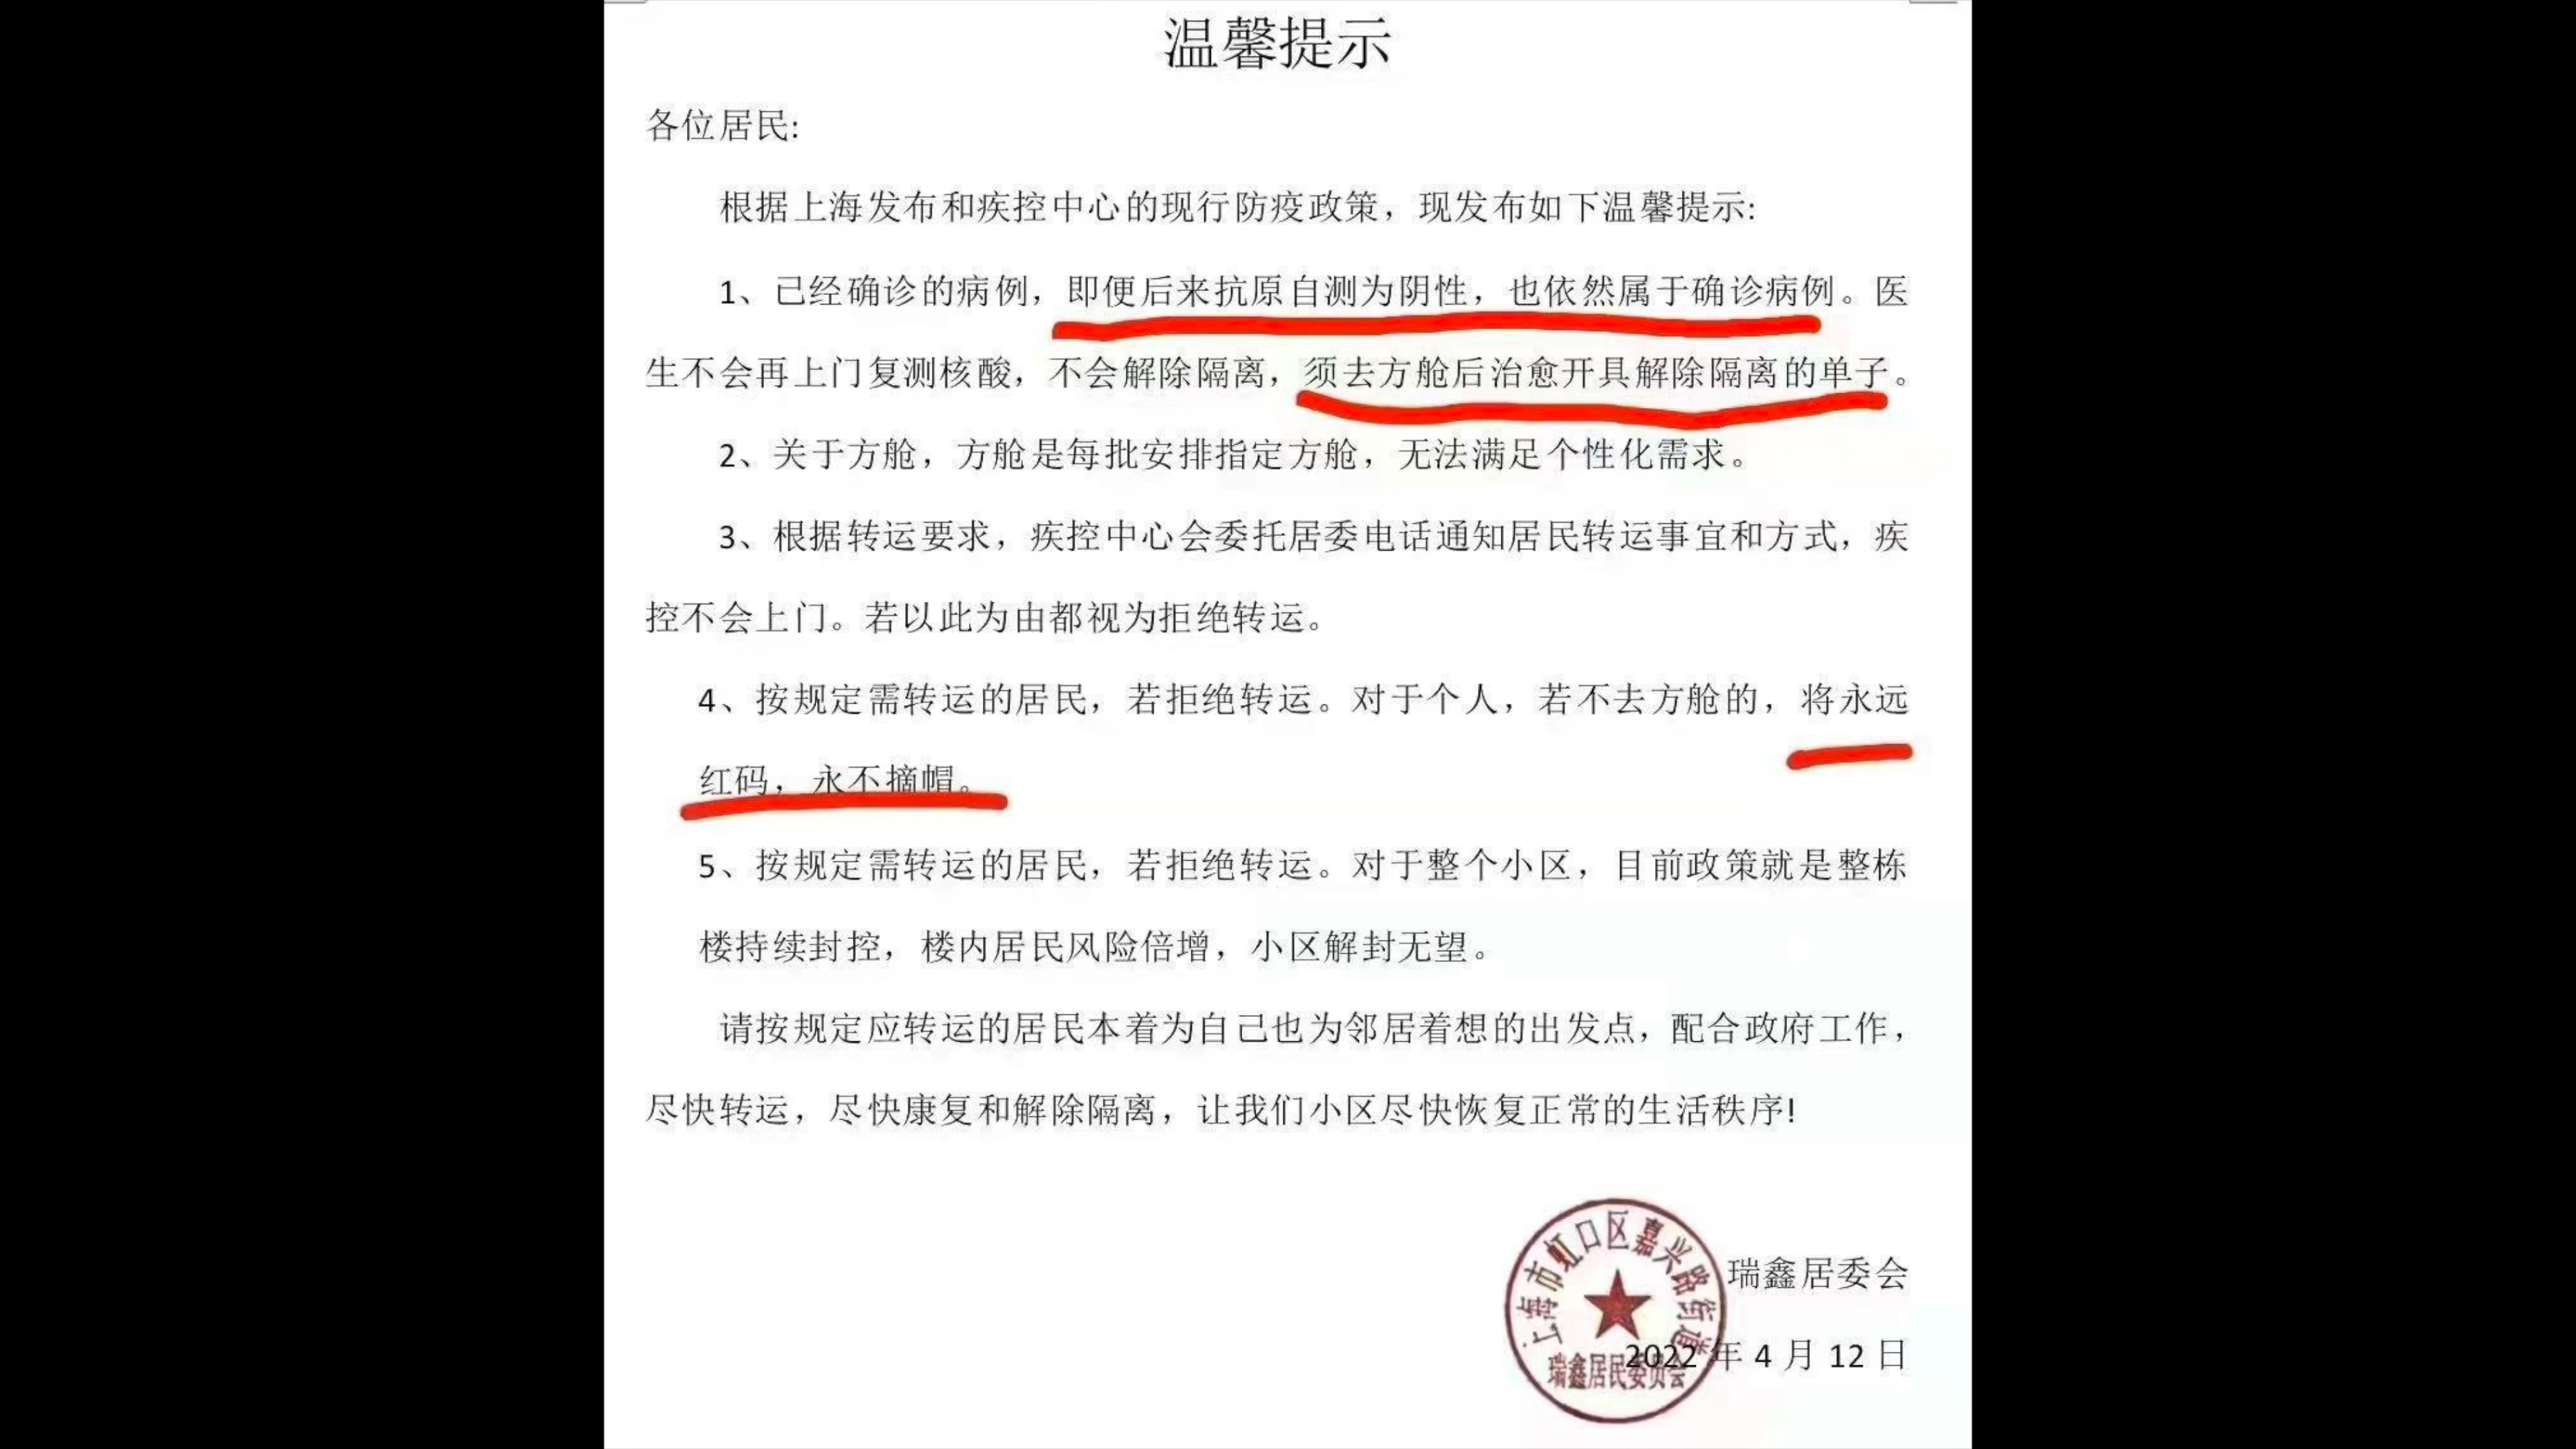 温馨提示
各位居民:
根据上海发布和疾控中心的现行防疫政策，现发布如下温馨提示:
1、已经确诊的病例，即便后来抗原自测为阴性，也依然属于确诊病例。医
生不会再上门复测核酸，不会解除隔离，须去方舱后治愈开具解除隔离的单子。
2、关于方舱，方舱是每批安排指定方舱，无法满足个性化需求。
3、根据转运要求，疾控中心会委托居委电话通知居民转运事宜和方式，疾
控不会上门。若以此为由都视为拒绝转运。
4、按规定需转运的居民，若拒绝转运。对于个人，若不去方舱的，将永远
红码，永不摘帽。
5、按规定需转运的居民，若拒绝转运。对于整个小区，目前政策就是整栋
楼持续封控，楼内居民风险倍增，小区解封无望。
请按规定应转运的居民本着为自己也为邻居着想的出发点，配合政府工作，
尽快转运，尽快康复和解除隔离，让我们小区尽快恢复正常的生活秩序!
瑞鑫居委会
2022 年 4 月 12 日
上海市虹口区嘉兴路街道
瑞鑫居民委员会